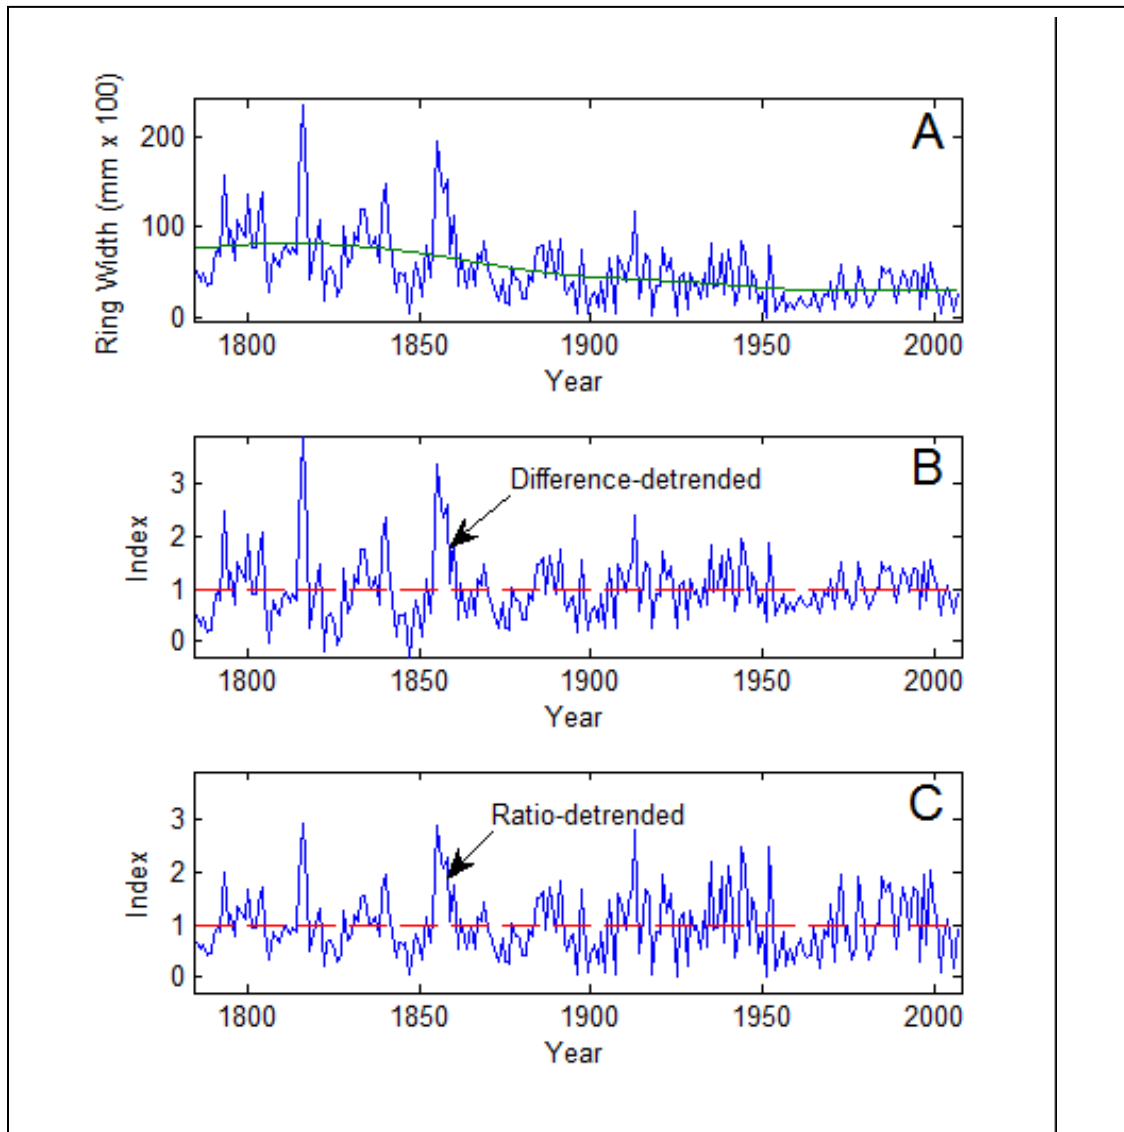 A
Ring Width (mm x 100)
200
100
0
1800 1850 1900 1950 2000
Year
B
Difference-detrended
Index
3
2
1
0
1800 1850 1900 1950 2000
Year
C
Ratio-detrended
Index
3
2
1
0
1800 1850 1900 1950 2000
Year